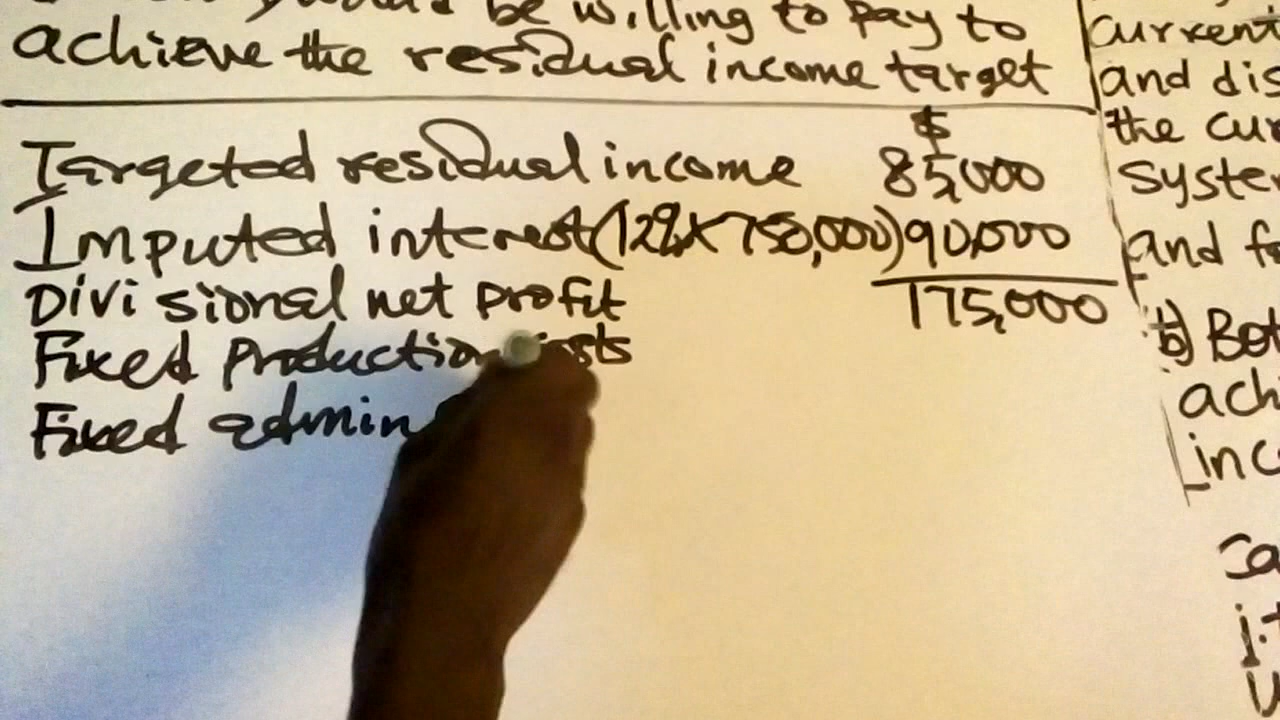 be willing to pay to
achieve the residual income target
$
Targeted residual income 85,000
Imputed interest (12% x 750,000) 90,000
Divisional net profit 175,000
Fixed production
Fixed admin
current
and dis
the cur
system
and fo
b) Bot
ach
inc